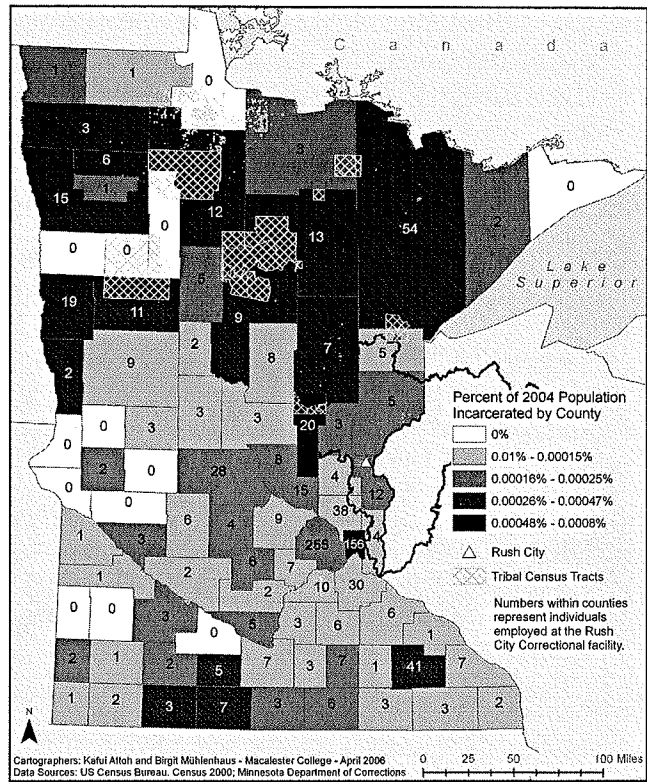 C a n a d a
1 1 0
3 3
6
15 1 12 13 54 2 0
0 0 0
Lake
Superior
19 11 5 9
2 9 2 8 7 5
5
3 3 3 20 3
0 0 3
0 2 0 28 8 15 4 12
0 0
6 4 9 38
1 3 255 156 4
1 2 6 7 10 30
2
0 0 3 5 3 6 6
0 1
2 1 2 5 7 3 7 1 41 7
1 2 3 7 3 6 3 3 2
Percent of 2004 Population
Incarcerated by County
0%
0.01% - 0.00015%
0.00016% - 0.00025%
0.00026% - 0.00047%
0.00048% - 0.0008%
Rush City
Tribal Census Tracts
Numbers within counties
represent individuals
employed at the Rush
City Correctional facility.
N
Cartographers: Kafui Attoh and Birgit Mühlenhaus - Macalester College - April 2006
Data Sources: US Census Bureau. Census 2000; Minnesota Department of Corrections
0 25 50 100 Miles